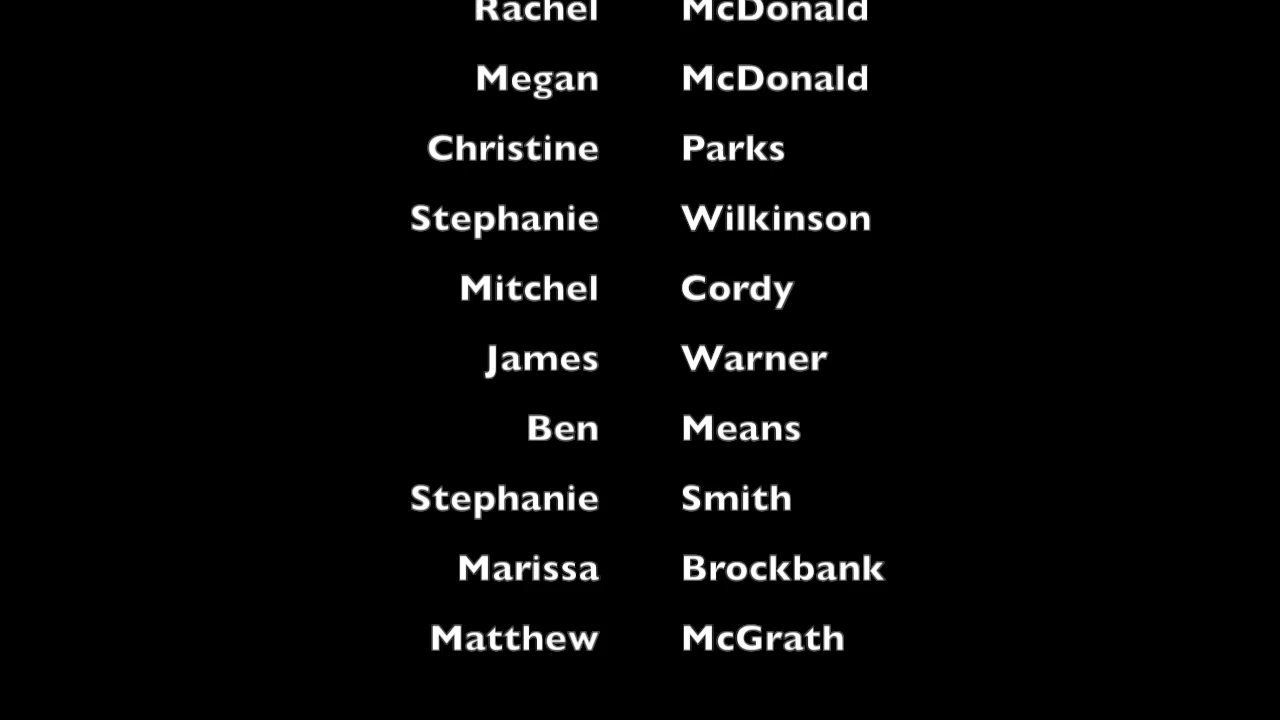 Rachel McDonald
Megan McDonald
Christine Parks
Stephanie Wilkinson
Mitchel Cordy
James Warner
Ben Means
Stephanie Smith
Marissa Brockbank
Matthew McGrath